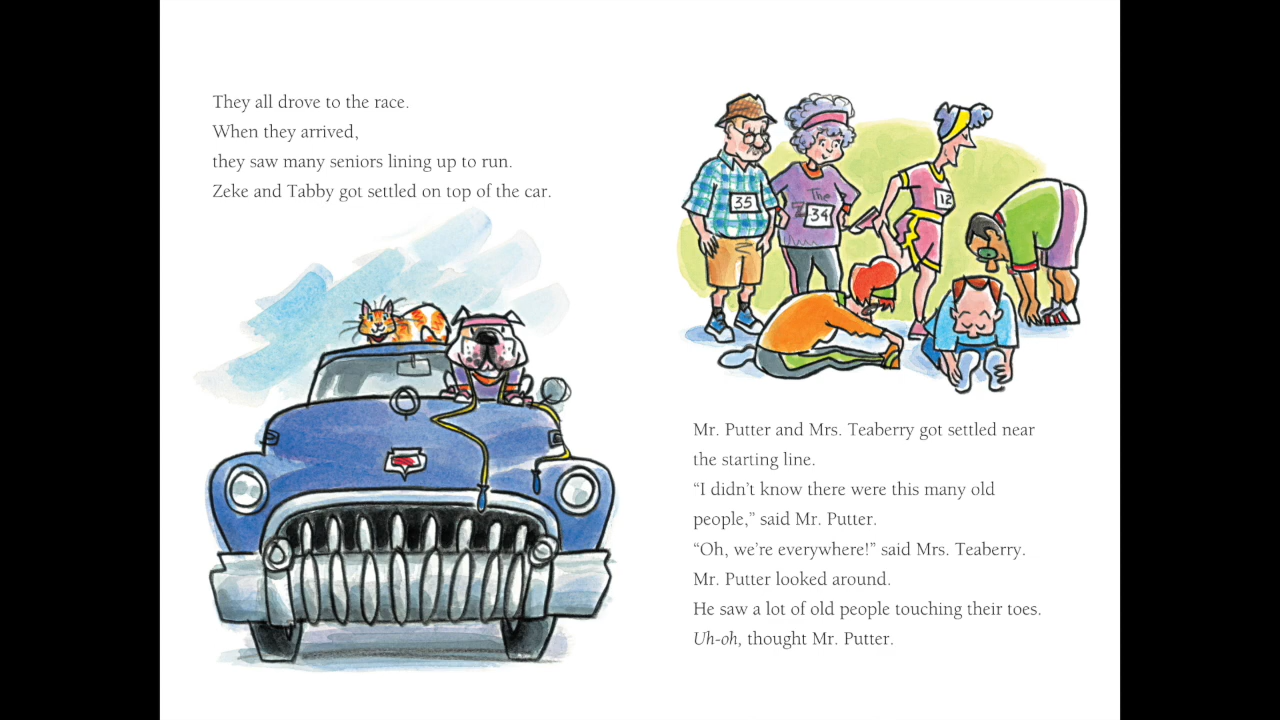 They all drove to the race.
When they arrived,
they saw many seniors lining up to run.
Zeke and Tabby got settled on top of the car.
35
The
Z
34
12
Mr. Putter and Mrs. Teaberry got settled near
the starting line.
“I didn’t know there were this many old
people,” said Mr. Putter.
“Oh, we’re everywhere!” said Mrs. Teaberry.
Mr. Putter looked around.
He saw a lot of old people touching their toes.
Uh-oh, thought Mr. Putter.